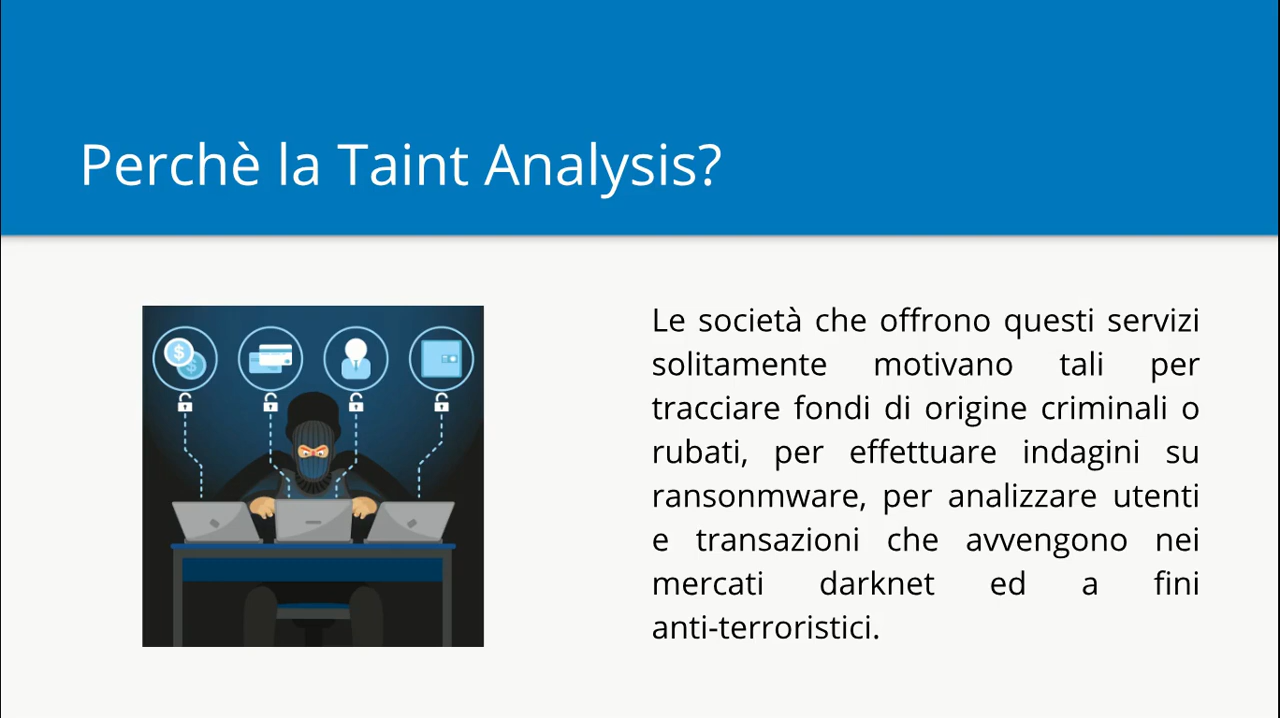 Perchè la Taint Analysis?
Le società che offrono questi servizi
solitamente motivano tali per
tracciare fondi di origine criminali o
rubati, per effettuare indagini su
ransonmware, per analizzare utenti
e transazioni che avvengono nei
mercati darknet ed a fini
anti-terroristici.